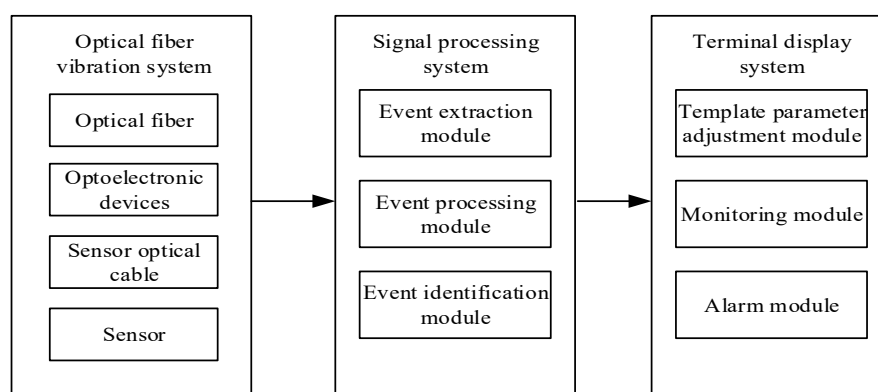 Optical fiber
vibration system
Optical fiber
Optoelectronic
devices
Sensor optical
cable
Sensor
Signal processing
system
Event extraction
module
Event processing
module
Event identification
module
Terminal display
system
Template parameter
adjustment module
Monitoring module
Alarm module